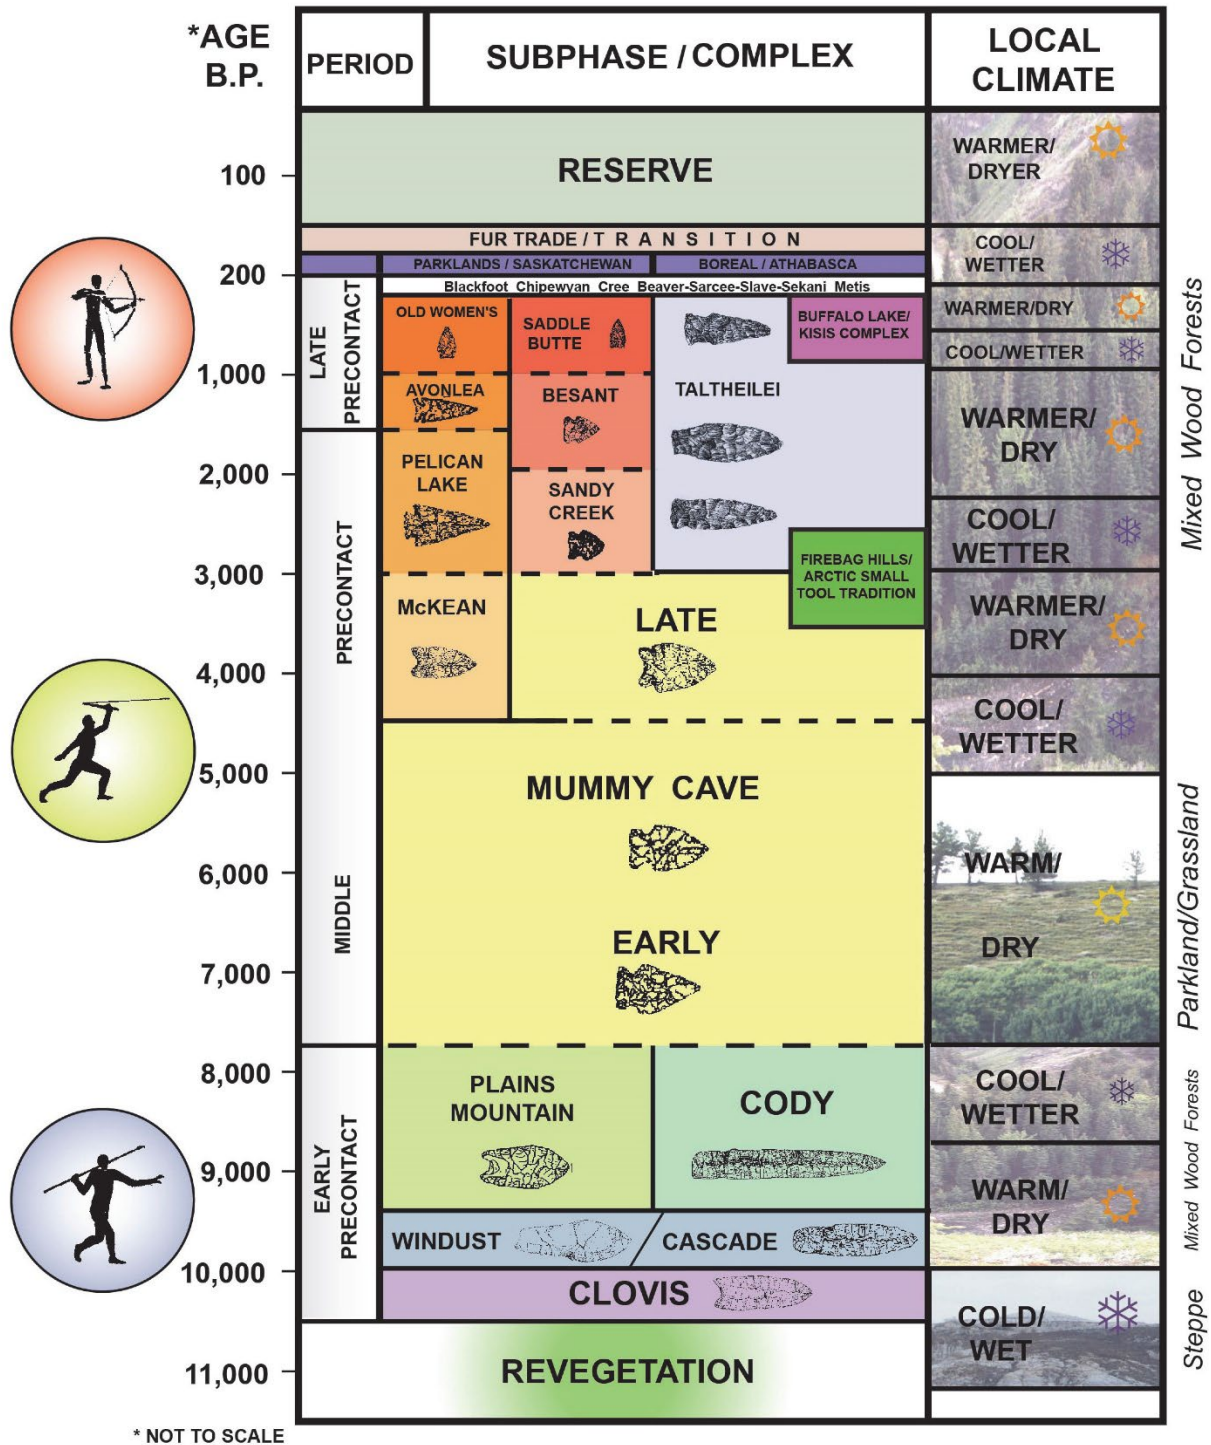 *AGE
B.P.
PERIOD
SUBPHASE / COMPLEX
LOCAL
CLIMATE
100
200
1,000
2,000
3,000
4,000
5,000
6,000
7,000
8,000
9,000
10,000
11,000
* NOT TO SCALE
RESERVE
FUR TRADE / TRANSITION
PARKLANDS / SASKATCHEWAN
BOREAL / ATHABASCA
Blackfoot Chipewyan Cree Beaver-Sarcee-Slave-Sekani Metis
LATE
PRECONTACT
OLD WOMEN'S
SADDLE
BUTTE
BUFFALO LAKE/
KISIS COMPLEX
AVONLEA
BESANT
TALTHEILEI
MIDDLE PRECONTACT
PELICAN
LAKE
SANDY
CREEK
FIREBAG HILLS/
ARCTIC SMALL
TOOL TRADITION
McKEAN
LATE
MUMMY CAVE
EARLY
EARLY
PRECONTACT
PLAINS
MOUNTAIN
CODY
WINDUST / CASCADE
CLOVIS
REVEGETATION
WARMER/
DRYER
COOL/
WETTER
WARMER/DRY
COOL/WETTER
WARMER/
DRY
COOL/
WETTER
WARMER/
DRY
COOL/
WETTER
WARM/
DRY
COOL/
WETTER
WARM/
DRY
COLD/
WET
Mixed Wood Forests
Parkland/Grassland
Mixed Wood Forests
Steppe